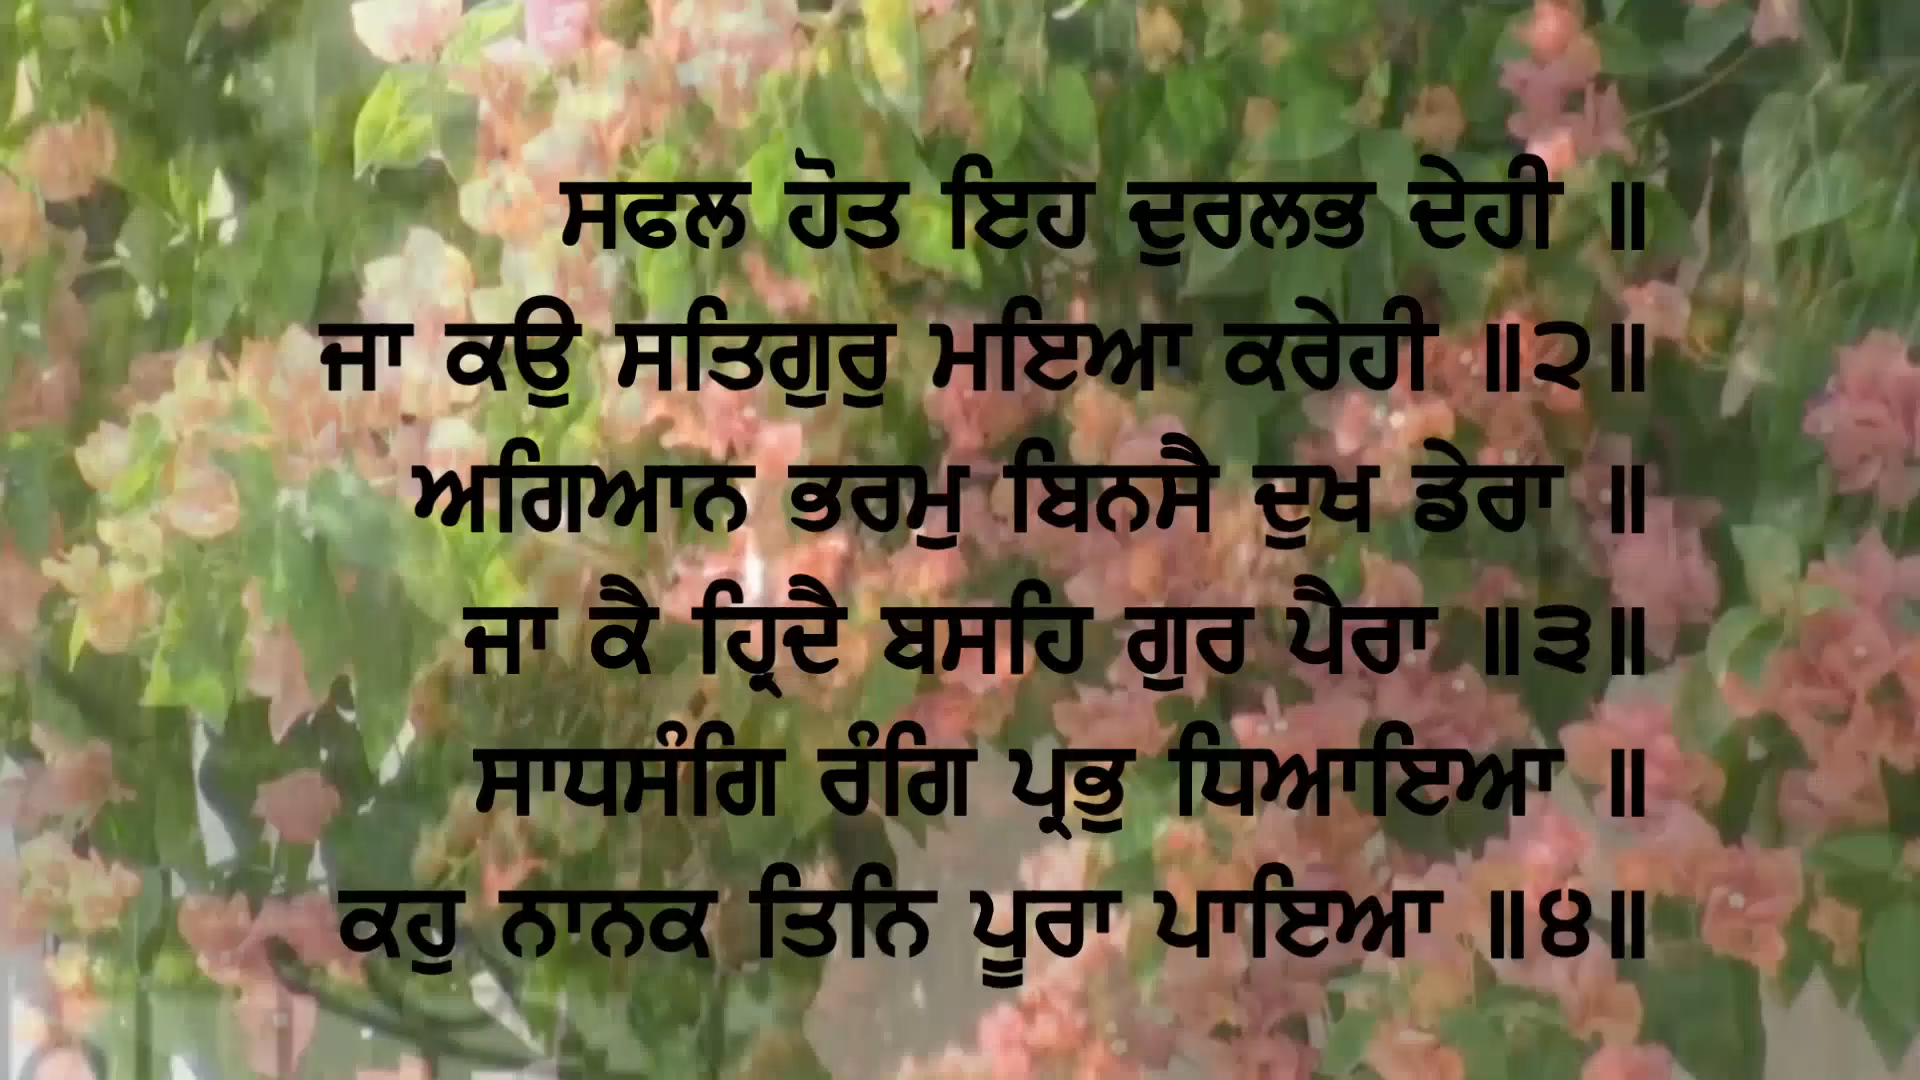 ਸਫਲ ਹੋਤ ਇਹ ਦੁਰਲਭ ਦੇਹੀ ॥
ਜਾ ਕਉ ਸਤਿਗੁਰੁ ਮਇਆ ਕਰੇਹੀ ॥੨॥
ਅਗਿਆਨ ਭਰਮੁ ਬਿਨਸੈ ਦੁਖ ਡੇਰਾ ॥
ਜਾ ਕੈ ਹ੍ਰਿਦੈ ਬਸਹਿ ਗੁਰ ਪੈਰਾ ॥੩॥
ਸਾਧਸੰਗਿ ਰੰਗਿ ਪ੍ਰਭੁ ਧਿਆਇਆ ॥
ਕਹੁ ਨਾਨਕ ਤਿਨਿ ਪੂਰਾ ਪਾਇਆ ॥੪॥